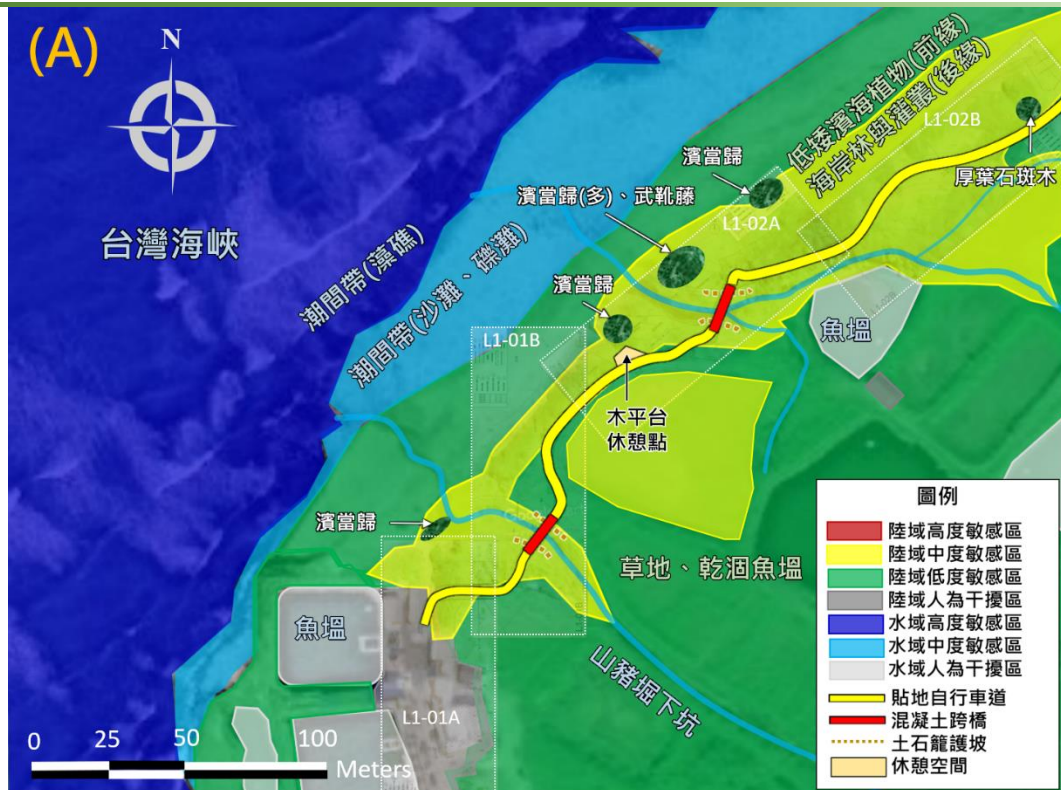 (A)
N
低矮濱海植物(前緣)
海岸林與灌叢(後緣)
L1-02B
厚葉石斑木
濱當歸
濱當歸(多)、武靴藤
L1-02A
台灣海峽
潮間帶(藻礁)
潮間帶(沙灘、礫灘)
濱當歸
L1-01B
魚塭
木平台
休憩點
濱當歸
草地、乾涸魚塭
魚塭
山豬堀下坑
L1-01A
0 25 50 100
Meters
圖例
陸域高度敏感區
陸域中度敏感區
陸域低度敏感區
陸域人為干擾區
水域高度敏感區
水域中度敏感區
水域人為干擾區
貼地自行車道
混凝土跨橋
土石籠護坡
休憩空間